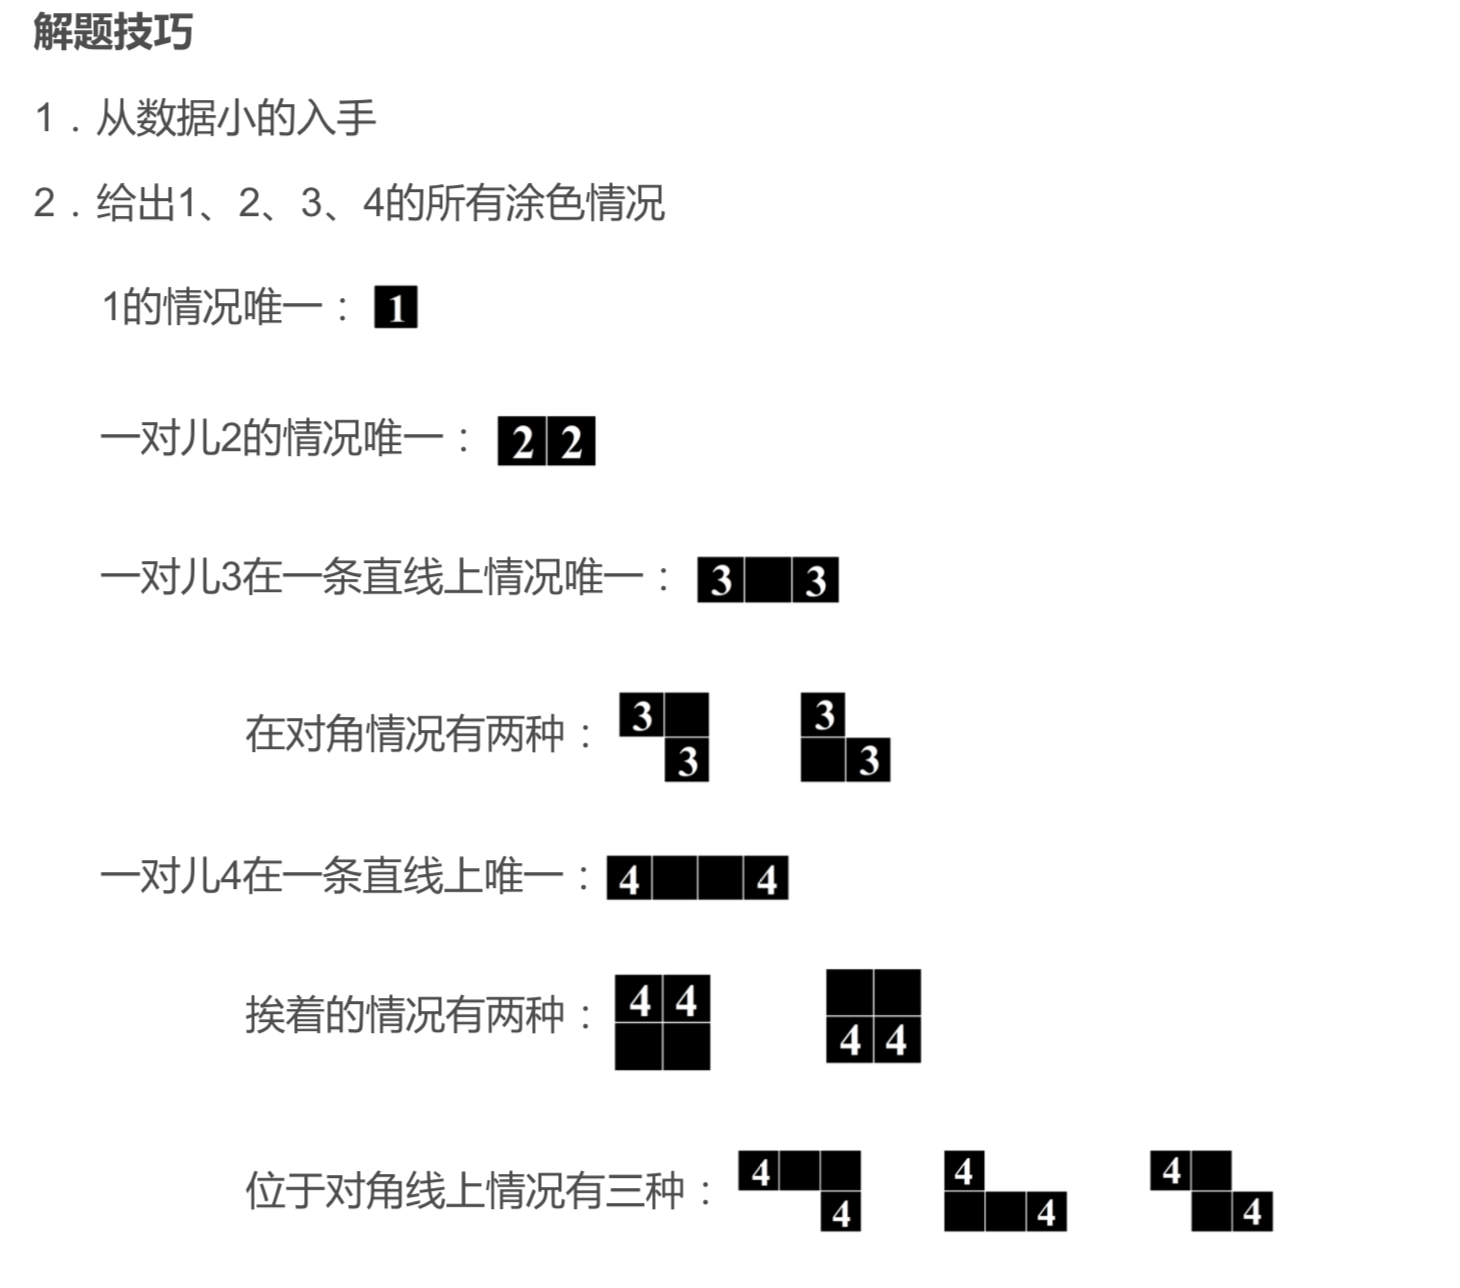 解题技巧
1．从数据小的入手
2．给出1、2、3、4的所有涂色情况
1的情况唯一：1
一对儿2的情况唯一：2 2
一对儿3在一条直线上情况唯一：3 3
在对角情况有两种：3 3
3 3
一对儿4在一条直线上唯一：4 4
挨着的情况有两种：4 4
4 4
位于对角线上情况有三种：4 4 4
4 4 4